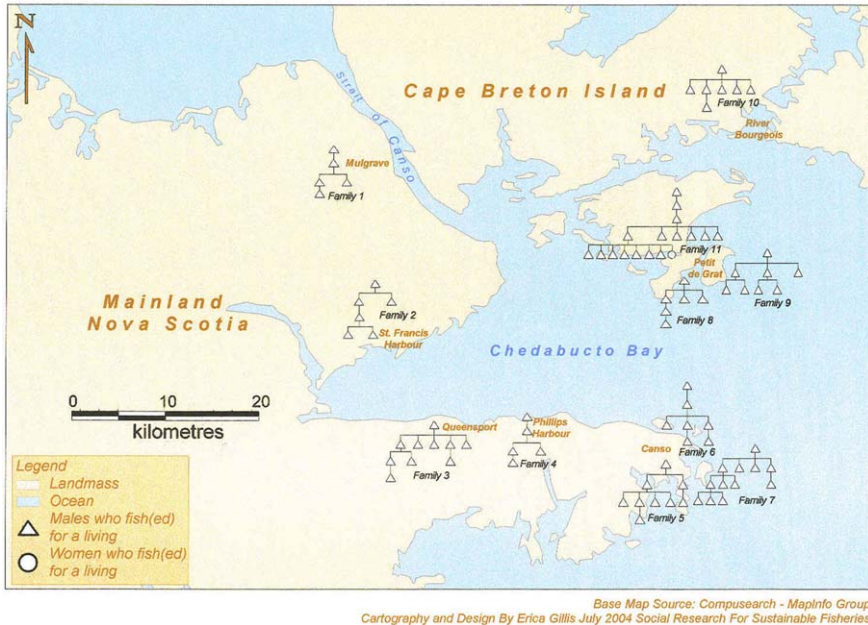 N
Strait of Canso
Cape Breton Island
Family 10
River
Bourgeois
Mulgrave
Family 1
Family 11
Petit
de Grat
Family 9
Mainland
Nova Scotia
Family 2
St. Francis
Harbour
Family 8
Chedabucto Bay
0 10 20
kilometres
Queensport
Phillips
Harbour
Family 3
Family 4
Canso
Family 6
Family 5
Family 7
Legend
Landmass
Ocean
Males who fish(ed)
for a living
Women who fish(ed)
for a living
Base Map Source: Compusearch - MapInfo Group
Cartography and Design By Erica Gillis July 2004 Social Research For Sustainable Fisheries